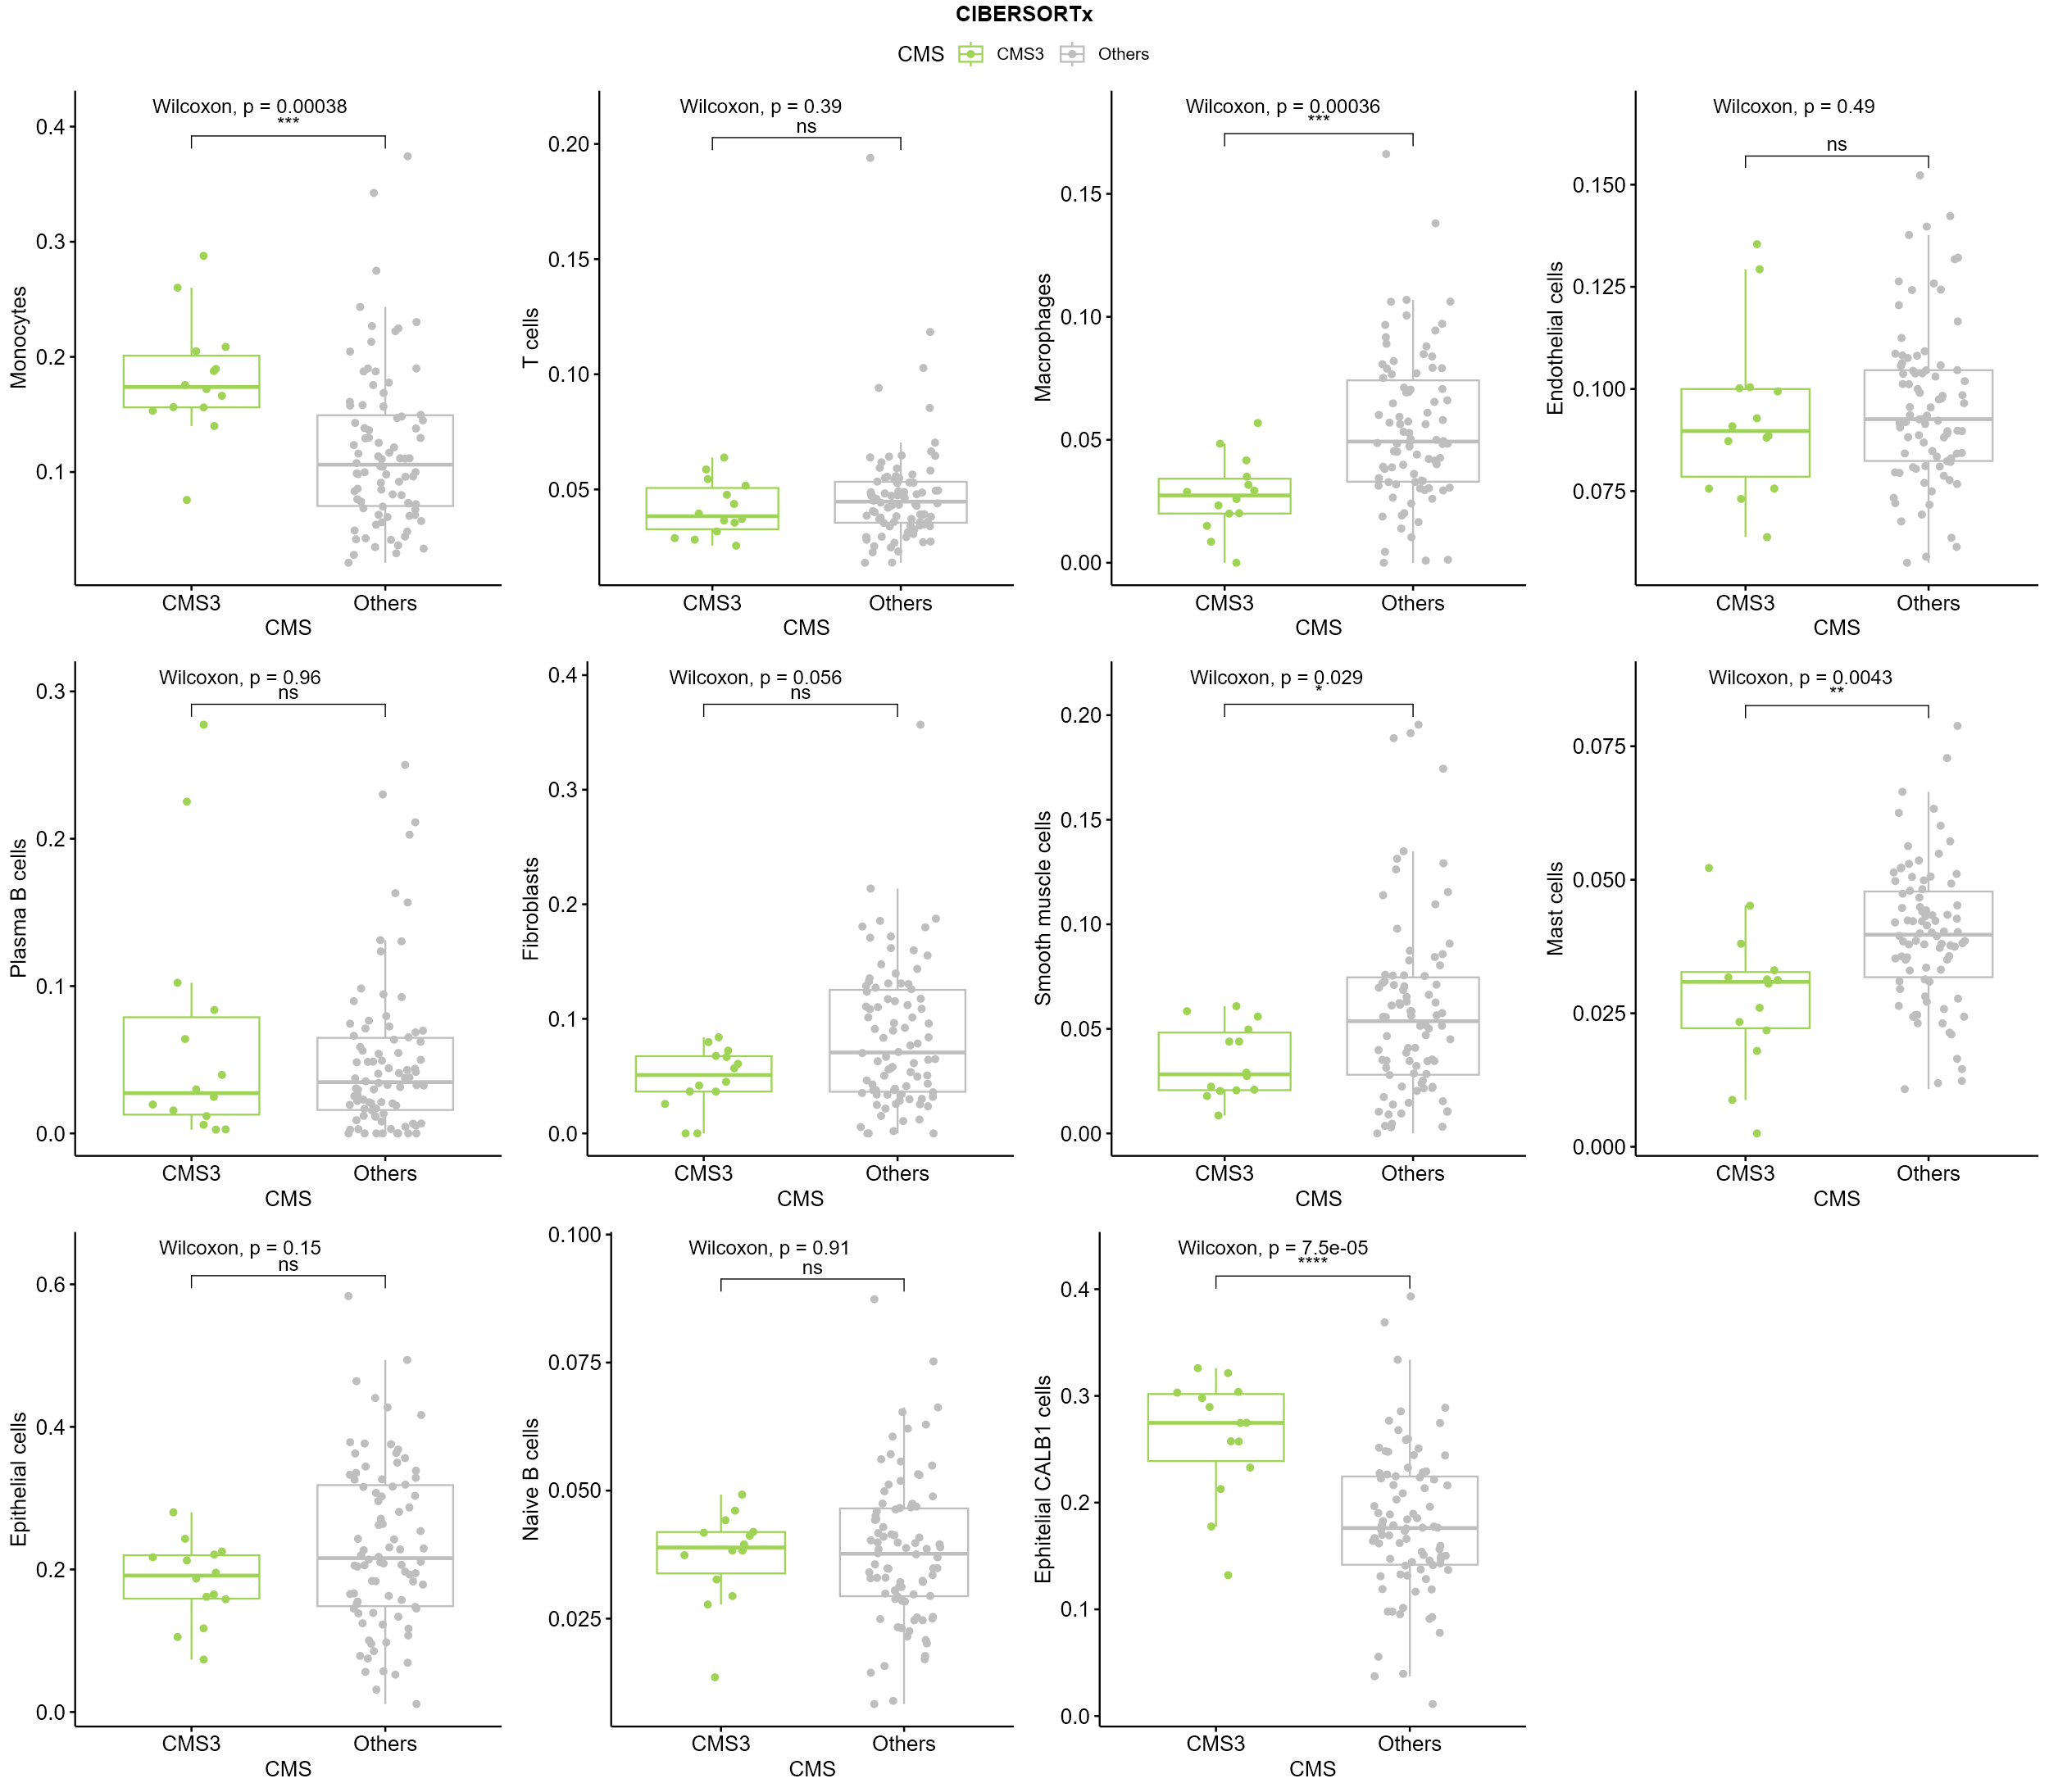 CIBERSORTx
CMS CMS3 Others
Wilcoxon, p = 0.00038
***
Monocytes
0.4
0.3
0.2
0.1
CMS3 Others
CMS
Wilcoxon, p = 0.39
ns
T cells
0.20
0.15
0.10
0.05
CMS3 Others
CMS
Wilcoxon, p = 0.00036
***
Macrophages
0.15
0.10
0.05
0.00
CMS3 Others
CMS
Wilcoxon, p = 0.49
ns
Endothelial cells
0.150
0.125
0.100
0.075
CMS3 Others
CMS
Wilcoxon, p = 0.96
ns
Plasma B cells
0.3
0.2
0.1
0.0
CMS3 Others
CMS
Wilcoxon, p = 0.056
ns
Fibroblasts
0.4
0.3
0.2
0.1
0.0
CMS3 Others
CMS
Wilcoxon, p = 0.029
*
Smooth muscle cells
0.20
0.15
0.10
0.05
0.00
CMS3 Others
CMS
Wilcoxon, p = 0.0043
**
Mast cells
0.075
0.050
0.025
0.000
CMS3 Others
CMS
Wilcoxon, p = 0.15
ns
Epithelial cells
0.6
0.4
0.2
0.0
CMS3 Others
CMS
Wilcoxon, p = 0.91
ns
Naive B cells
0.100
0.075
0.050
0.025
CMS3 Others
CMS
Wilcoxon, p = 7.5e-05
****
Ephitelial CALB1 cells
0.4
0.3
0.2
0.1
0.0
CMS3 Others
CMS